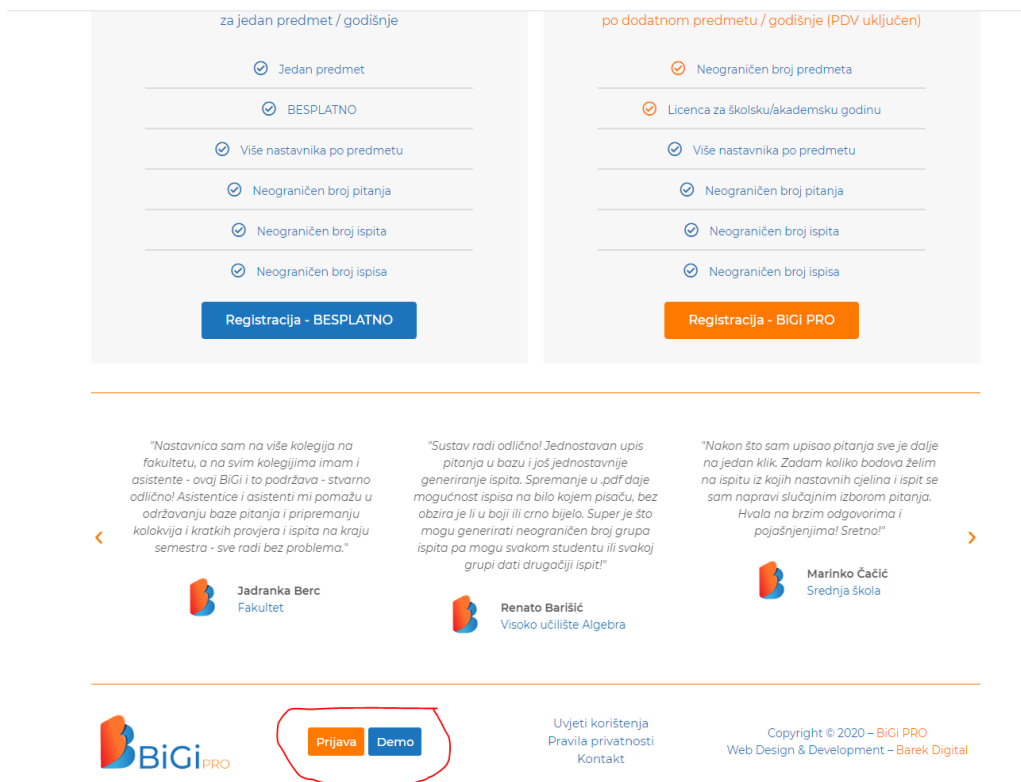 za jedan predmet / godišnje
Jedan predmet
BESPLATNO
Više nastavnika po predmetu
Neograničen broj pitanja
Neograničen broj ispita
Neograničen broj ispisa
Registracija - BESPLATNO
po dodatnom predmetu / godišnje (PDV uključen)
Neograničen broj predmeta
Licenca za školsku/akademsku godinu
Više nastavnika po predmetu
Neograničen broj pitanja
Neograničen broj ispita
Neograničen broj ispisa
Registracija - BiGi PRO
"Nastavnica sam na više kolegija na
fakultetu, a na svim kolegijima imam i
asistente - ovaj BiGi i to podržava - stvarno
odlično! Asistentice i asistenti mi pomažu u
održavanju baze pitanja i pripremanju
kolokvija i kratkih provjera i ispita na kraju
semestra - sve radi bez problema."
Jadranka Berc
Fakultet
"Sustav radi odlično! Jednostavan upis
pitanja u bazu i još jednostavnije
generiranje ispita. Spremanje u .pdf daje
mogućnost ispisa na bilo kojem pisaču, bez
obzira je li u boji ili crno bijelo. Super je što
mogu generirati neograničen broj grupa
ispita pa mogu svakom studentu ili svakoj
grupi dati drugačiji ispit!"
Renato Barišić
Visoko učilište Algebra
"Nakon što sam upisao pitanja sve je dalje
na jedan klik. Zadam koliko bodova želim
na ispitu iz kojih nastavnih cjelina i ispit se
sam napravi slučajnim izborom pitanja.
Hvala na brzim odgovorima i
pojašnjenjima! Sretno!"
Marinko Čačić
Srednja škola
BiGi PRO
Prijava
Demo
Uvjeti korištenja
Pravila privatnosti
Kontakt
Copyright © 2020 – BiGi PRO
Web Design & Development – Barek Digital